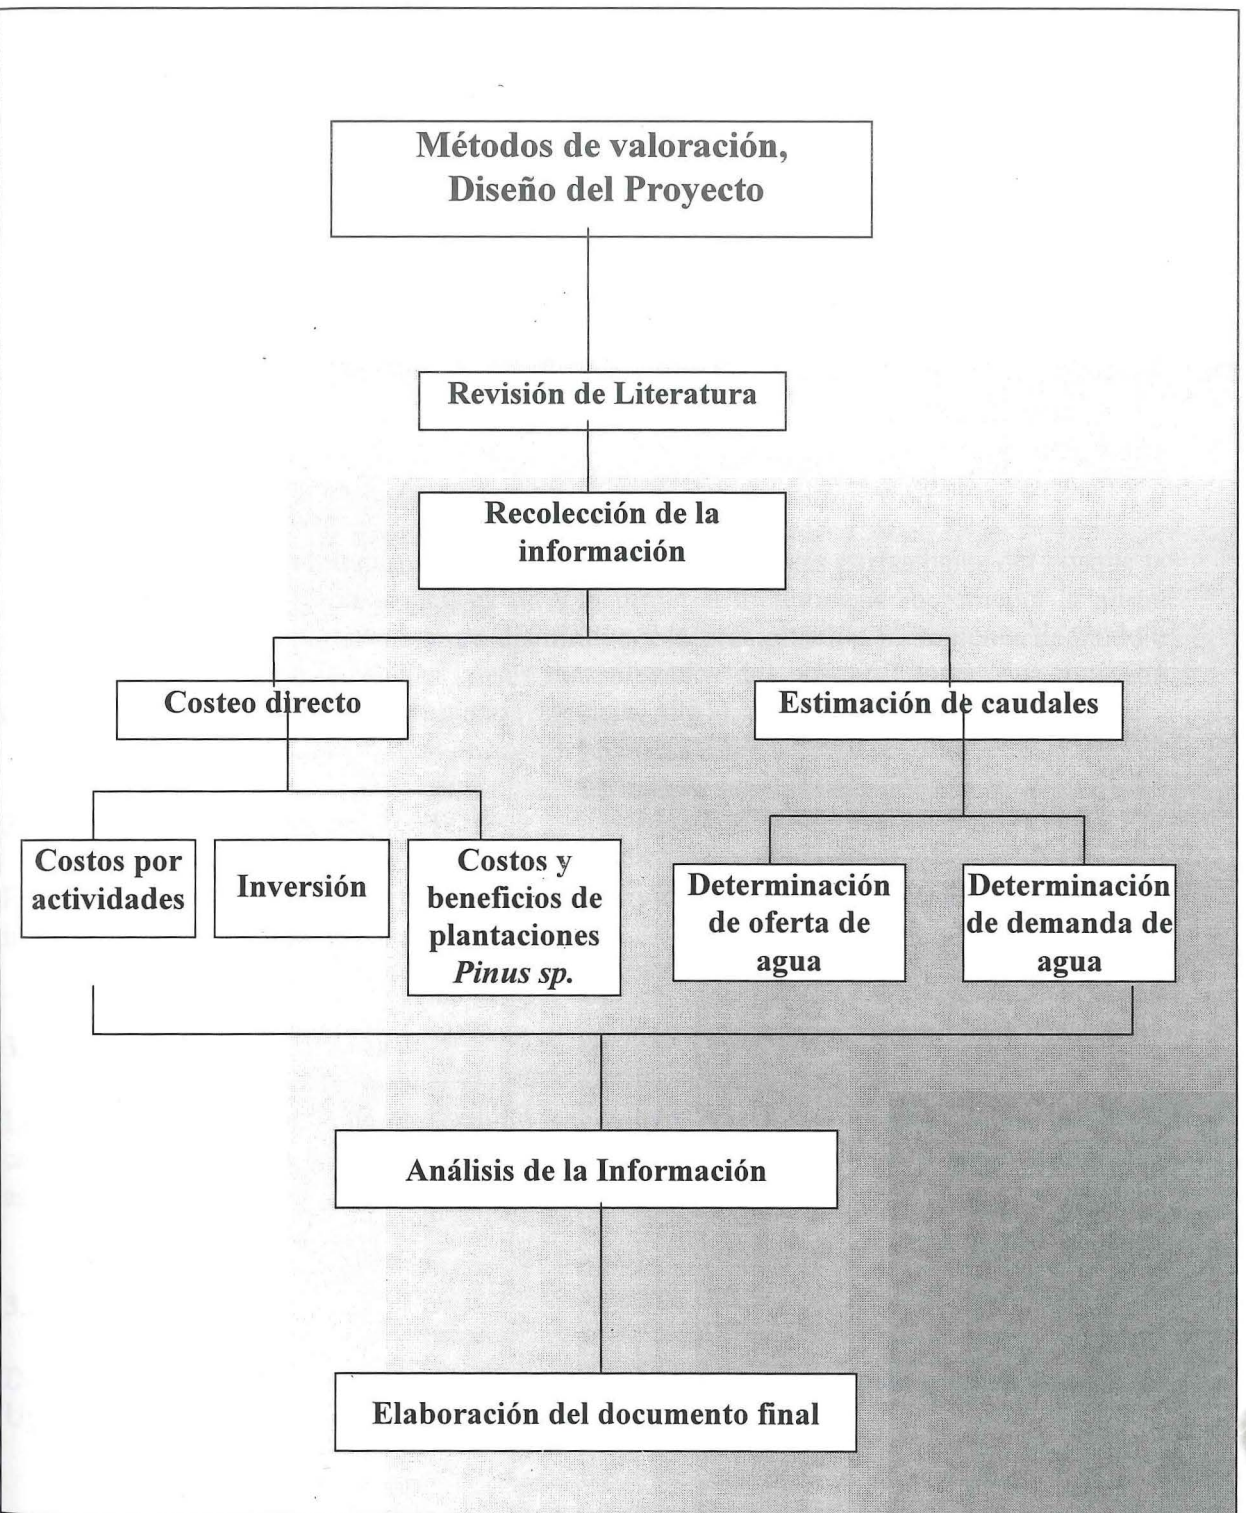 Métodos de valoración,
Diseño del Proyecto
Revisión de Literatura
Recolección de la
información
Costeo directo
Estimación de caudales
Costos por
actividades
Inversión
Costos y
beneficios de
plantaciones
Pinus sp.
Determinación
de oferta de
agua
Determinación
de demanda de
agua
Análisis de la Información
Elaboración del documento final